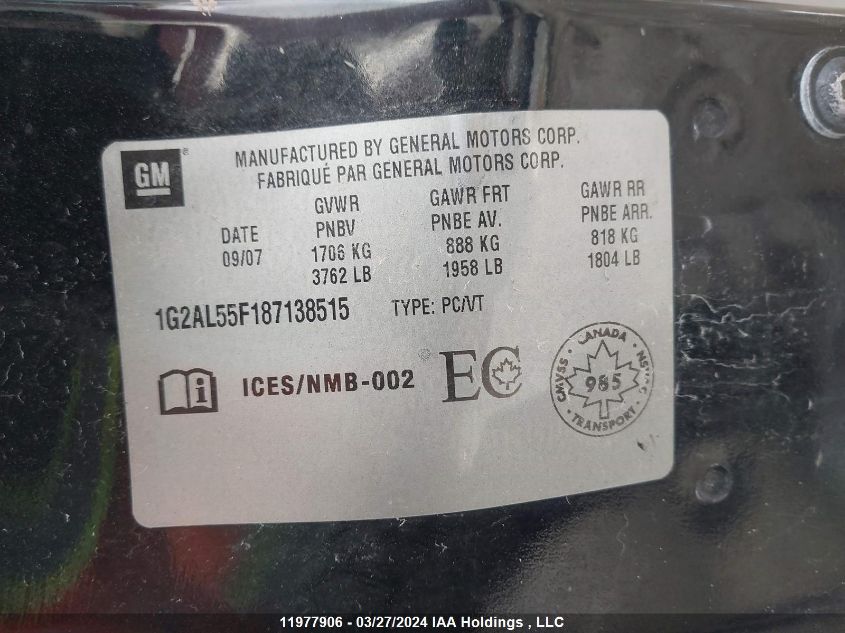 GM
MANUFACTURED BY GENERAL MOTORS CORP.
FABRIQUÉ PAR GENERAL MOTORS CORP.
DATE
09/07
GVWR
PNBV
1706 KG
3762 LB
GAWR FRT
PNBE AV.
888 KG
1958 LB
GAWR RR
PNBE ARR.
818 KG
1804 LB
1G2AL55F187138515 TYPE: PC/VT
i ICES/NMB-002 EC
CANADA
CMVSS
985
TRANSPORT
11977906 - 03/27/2024 IAA Holdings , LLC